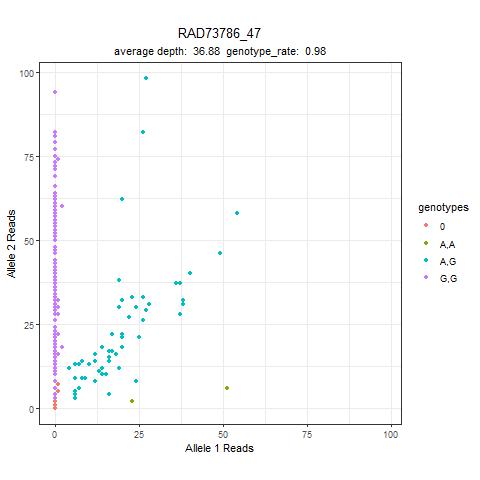 RAD73786_47
average depth:  36.88  genotype_rate:  0.98
Allele 2 Reads
100
75
50
25
0
0 25 50 75 100
Allele 1 Reads
genotypes
0
A,A
A,G
G,G